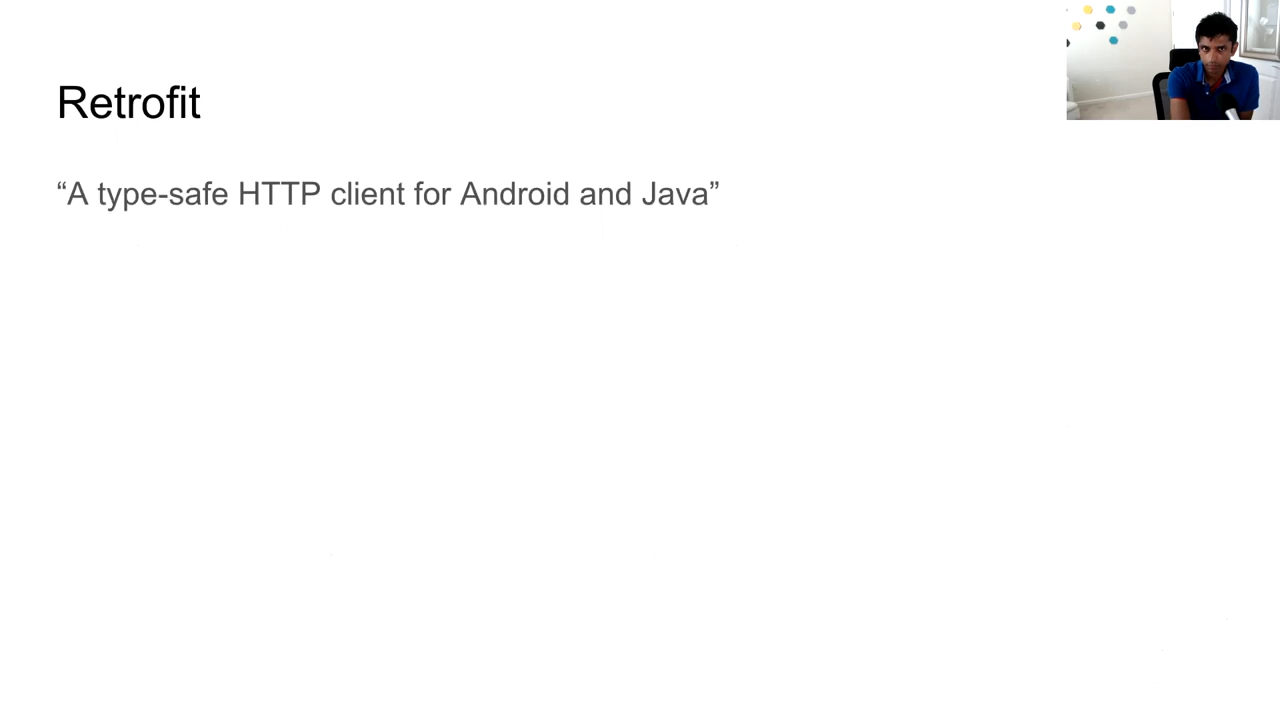 Retrofit
“A type-safe HTTP client for Android and Java”